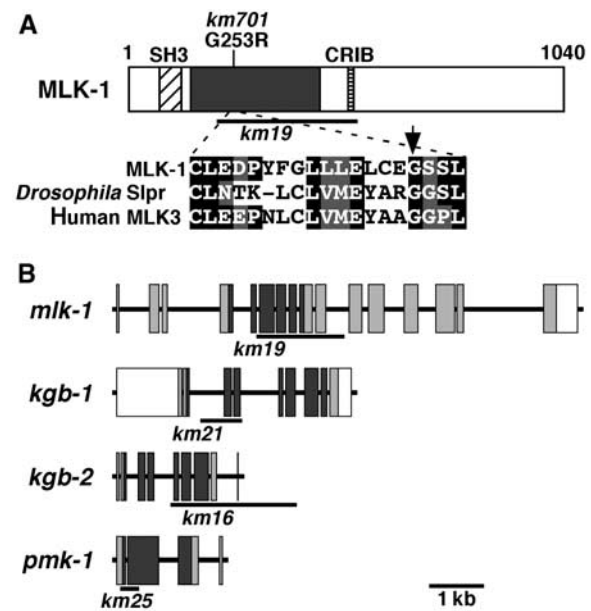 A
km701
G253R
1 SH3 CRIB 1040
MLK-1
km19
MLK-1 CLEDPYFGLLLELCEGSSL
Drosophila Slpr CLNTK-LCLVMEYARGGSL
Human MLK3 CLEEPNLCLVMEYAAGGPL
B
mlk-1
km19
kgb-1
km21
kgb-2
km16
pmk-1
km25
1 kb